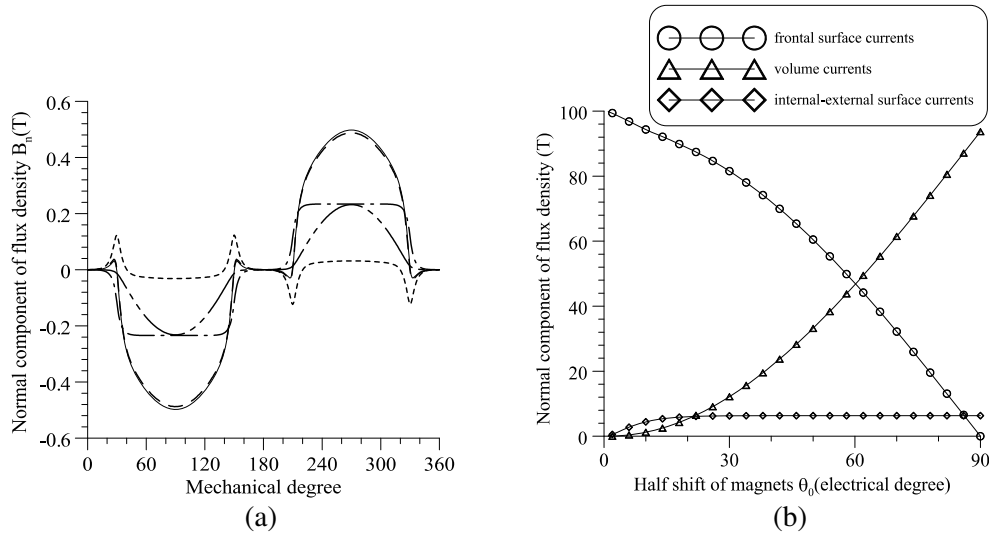 Normal component of flux density Bn(T)
0.6
0.4
0.2
0
-0.2
-0.4
-0.6
0 60 120 180 240 300 360
Mechanical degree
(a)
frontal surface currents
volume currents
internal-external surface currents
Normal component of flux density (T)
100
80
60
40
20
0
0 30 60 90
Half shift of magnets θ0(electrical degree)
(b)